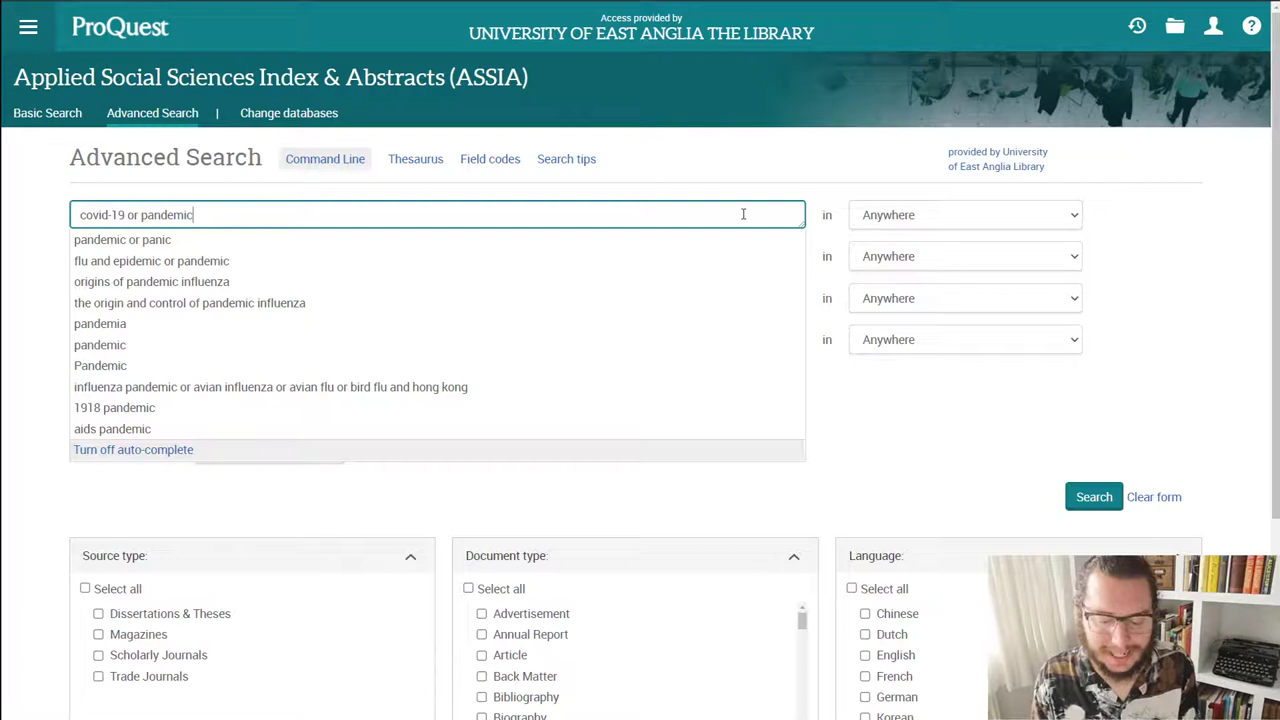 ProQuest
Access provided by
UNIVERSITY OF EAST ANGLIA THE LIBRARY
Applied Social Sciences Index & Abstracts (ASSIA)
Basic Search Advanced Search | Change databases
Advanced Search Command Line Thesaurus Field codes Search tips
provided by University
of East Anglia Library
covid-19 or pandemic in Anywhere
pandemic or panic
flu and epidemic or pandemic in Anywhere
origins of pandemic influenza
the origin and control of pandemic influenza in Anywhere
pandemia
pandemic in Anywhere
Pandemic
influenza pandemic or avian influenza or avian flu or bird flu and hong kong
1918 pandemic
aids pandemic
Turn off auto-complete
Search Clear form
Source type:
Select all
Dissertations & Theses
Magazines
Scholarly Journals
Trade Journals
Document type:
Select all
Advertisement
Annual Report
Article
Back Matter
Bibliography
Biography
Language:
Select all
Chinese
Dutch
English
French
German
Korean